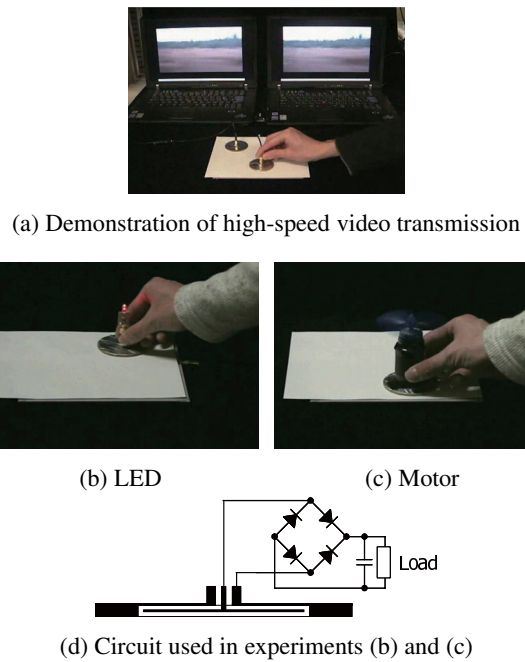 (a) Demonstration of high-speed video transmission
(b) LED
(c) Motor
Load
(d) Circuit used in experiments (b) and (c)